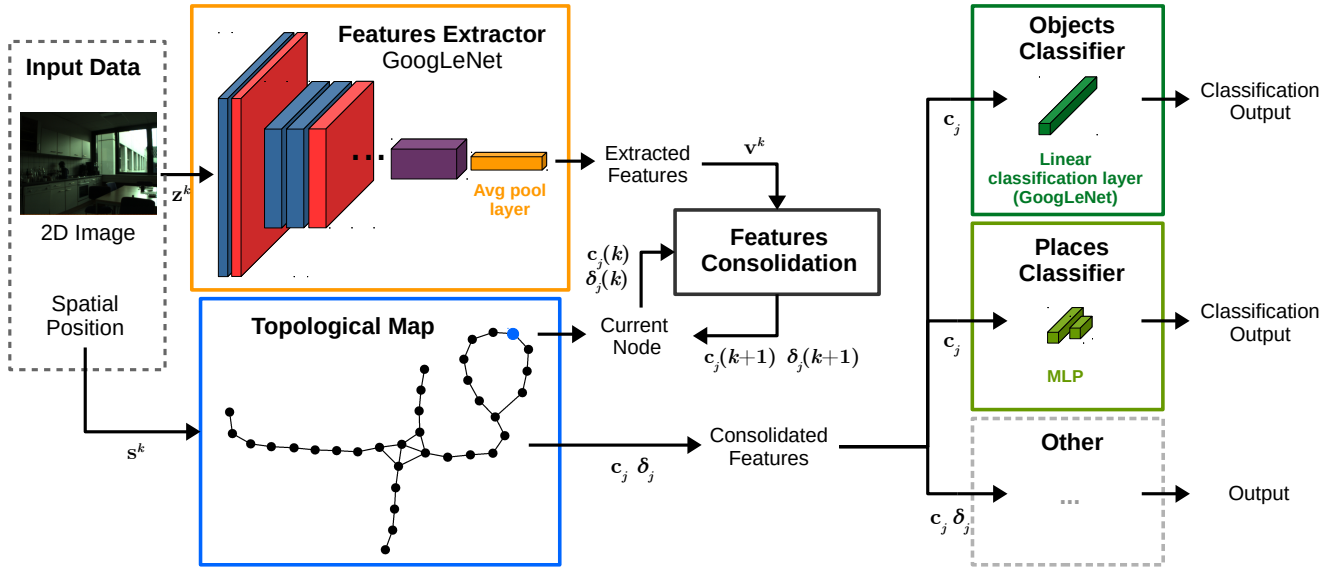 Input Data
2D Image
Spatial
Position
z^k
s^k
Features Extractor
GoogLeNet
...
Avg pool
layer
Extracted
Features
v^k
Features
Consolidation
c_j(k)
δ_j(k)
Current
Node
c_j(k+1) δ_j(k+1)
Topological Map
c_j δ_j
Consolidated
Features
c_j
Objects
Classifier
Linear
classification layer
(GoogLeNet)
Classification
Output
c_j
Places
Classifier
MLP
Classification
Output
c_j δ_j
Other
...
Output